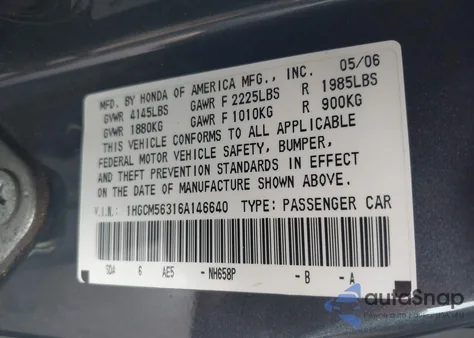 05/06
MFD. BY HONDA OF AMERICA MFG., INC.
GVWR 4145LBS GAWR F 2225LBS R 1985LBS
GVWR 1880KG GAWR F 1010KG R 900KG
THIS VEHICLE CONFORMS TO ALL APPLICABLE
FEDERAL MOTOR VEHICLE SAFETY, BUMPER,
AND THEFT PREVENTION STANDARDS IN EFFECT
ON THE DATE OF MANUFACTURE SHOWN ABOVE.
V.I.N.: 1HGCM56316A146640 TYPE: PASSENGER CAR
SDA 6 AE5 -NH658P -B -A
autoSnap